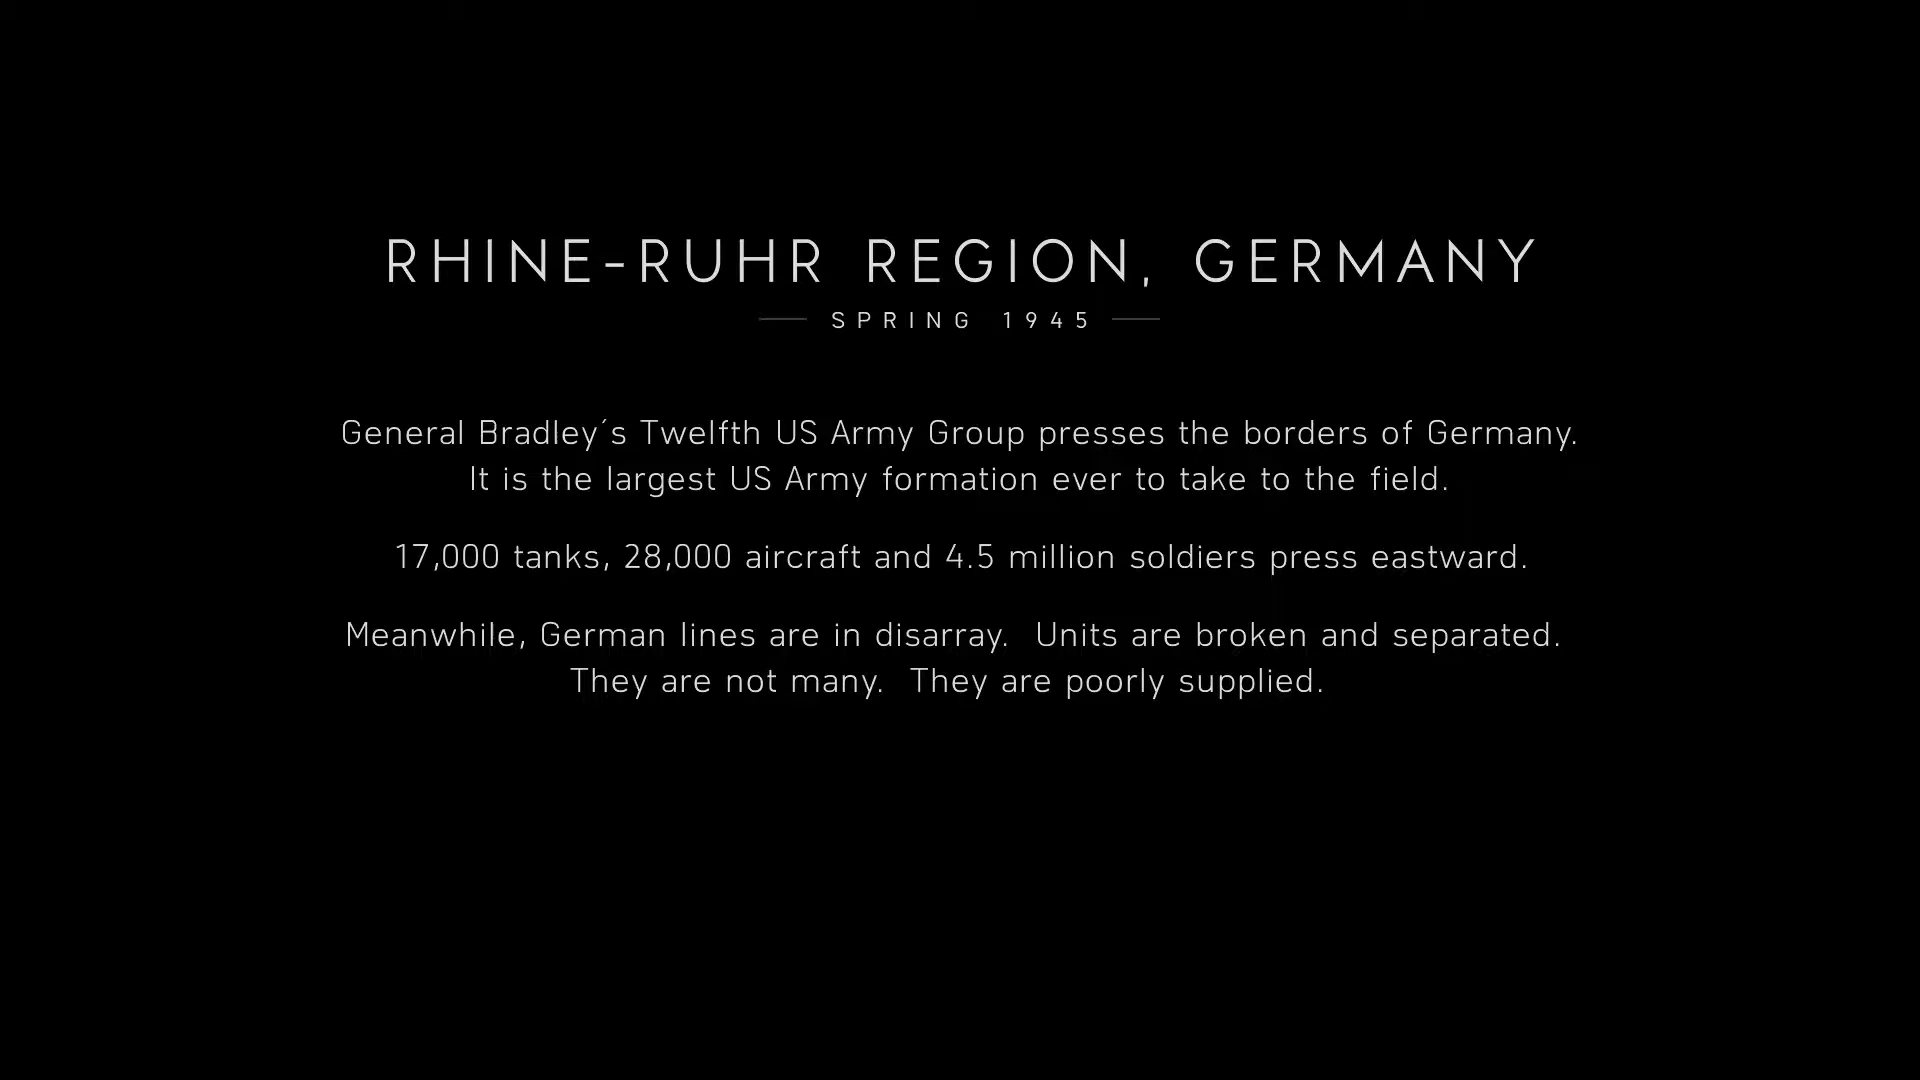 RHINE-RUHR REGION, GERMANY
SPRING 1945
General Bradley´s Twelfth US Army Group presses the borders of Germany.
It is the largest US Army formation ever to take to the field.
17,000 tanks, 28,000 aircraft and 4.5 million soldiers press eastward.
Meanwhile, German lines are in disarray.  Units are broken and separated.
They are not many.  They are poorly supplied.